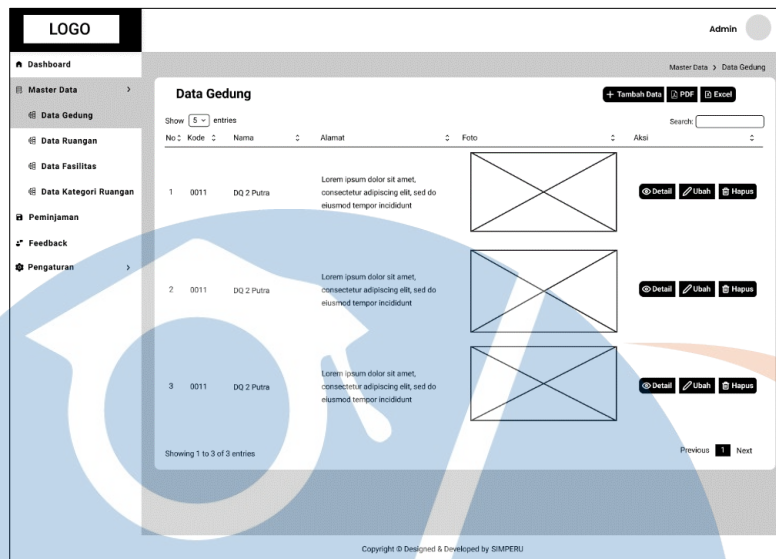 LOGO
Admin
Dashboard
Master Data
Data Gedung
Data Ruangan
Data Fasilitas
Data Kategori Ruangan
Peminjaman
Feedback
Pengaturan
Master Data > Data Gedung
Data Gedung
+ Tambah Data PDF Excel
Show 5 entries
Search:
No Kode Nama Alamat Foto Aksi
1 0011 DQ 2 Putra
Lorem ipsum dolor sit amet,
consectetur adipiscing elit, sed do
eiusmod tempor incididunt
Detail Ubah Hapus
2 0011 DQ 2 Putra
Lorem ipsum dolor sit amet,
consectetur adipiscing elit, sed do
eiusmod tempor incididunt
Detail Ubah Hapus
3 0011 DQ 2 Putra
Lorem ipsum dolor sit amet,
consectetur adipiscing elit, sed do
eiusmod tempor incididunt
Detail Ubah Hapus
Showing 1 to 3 of 3 entries
Previous 1 Next
Copyright © Designed & Developed by SIMPERU